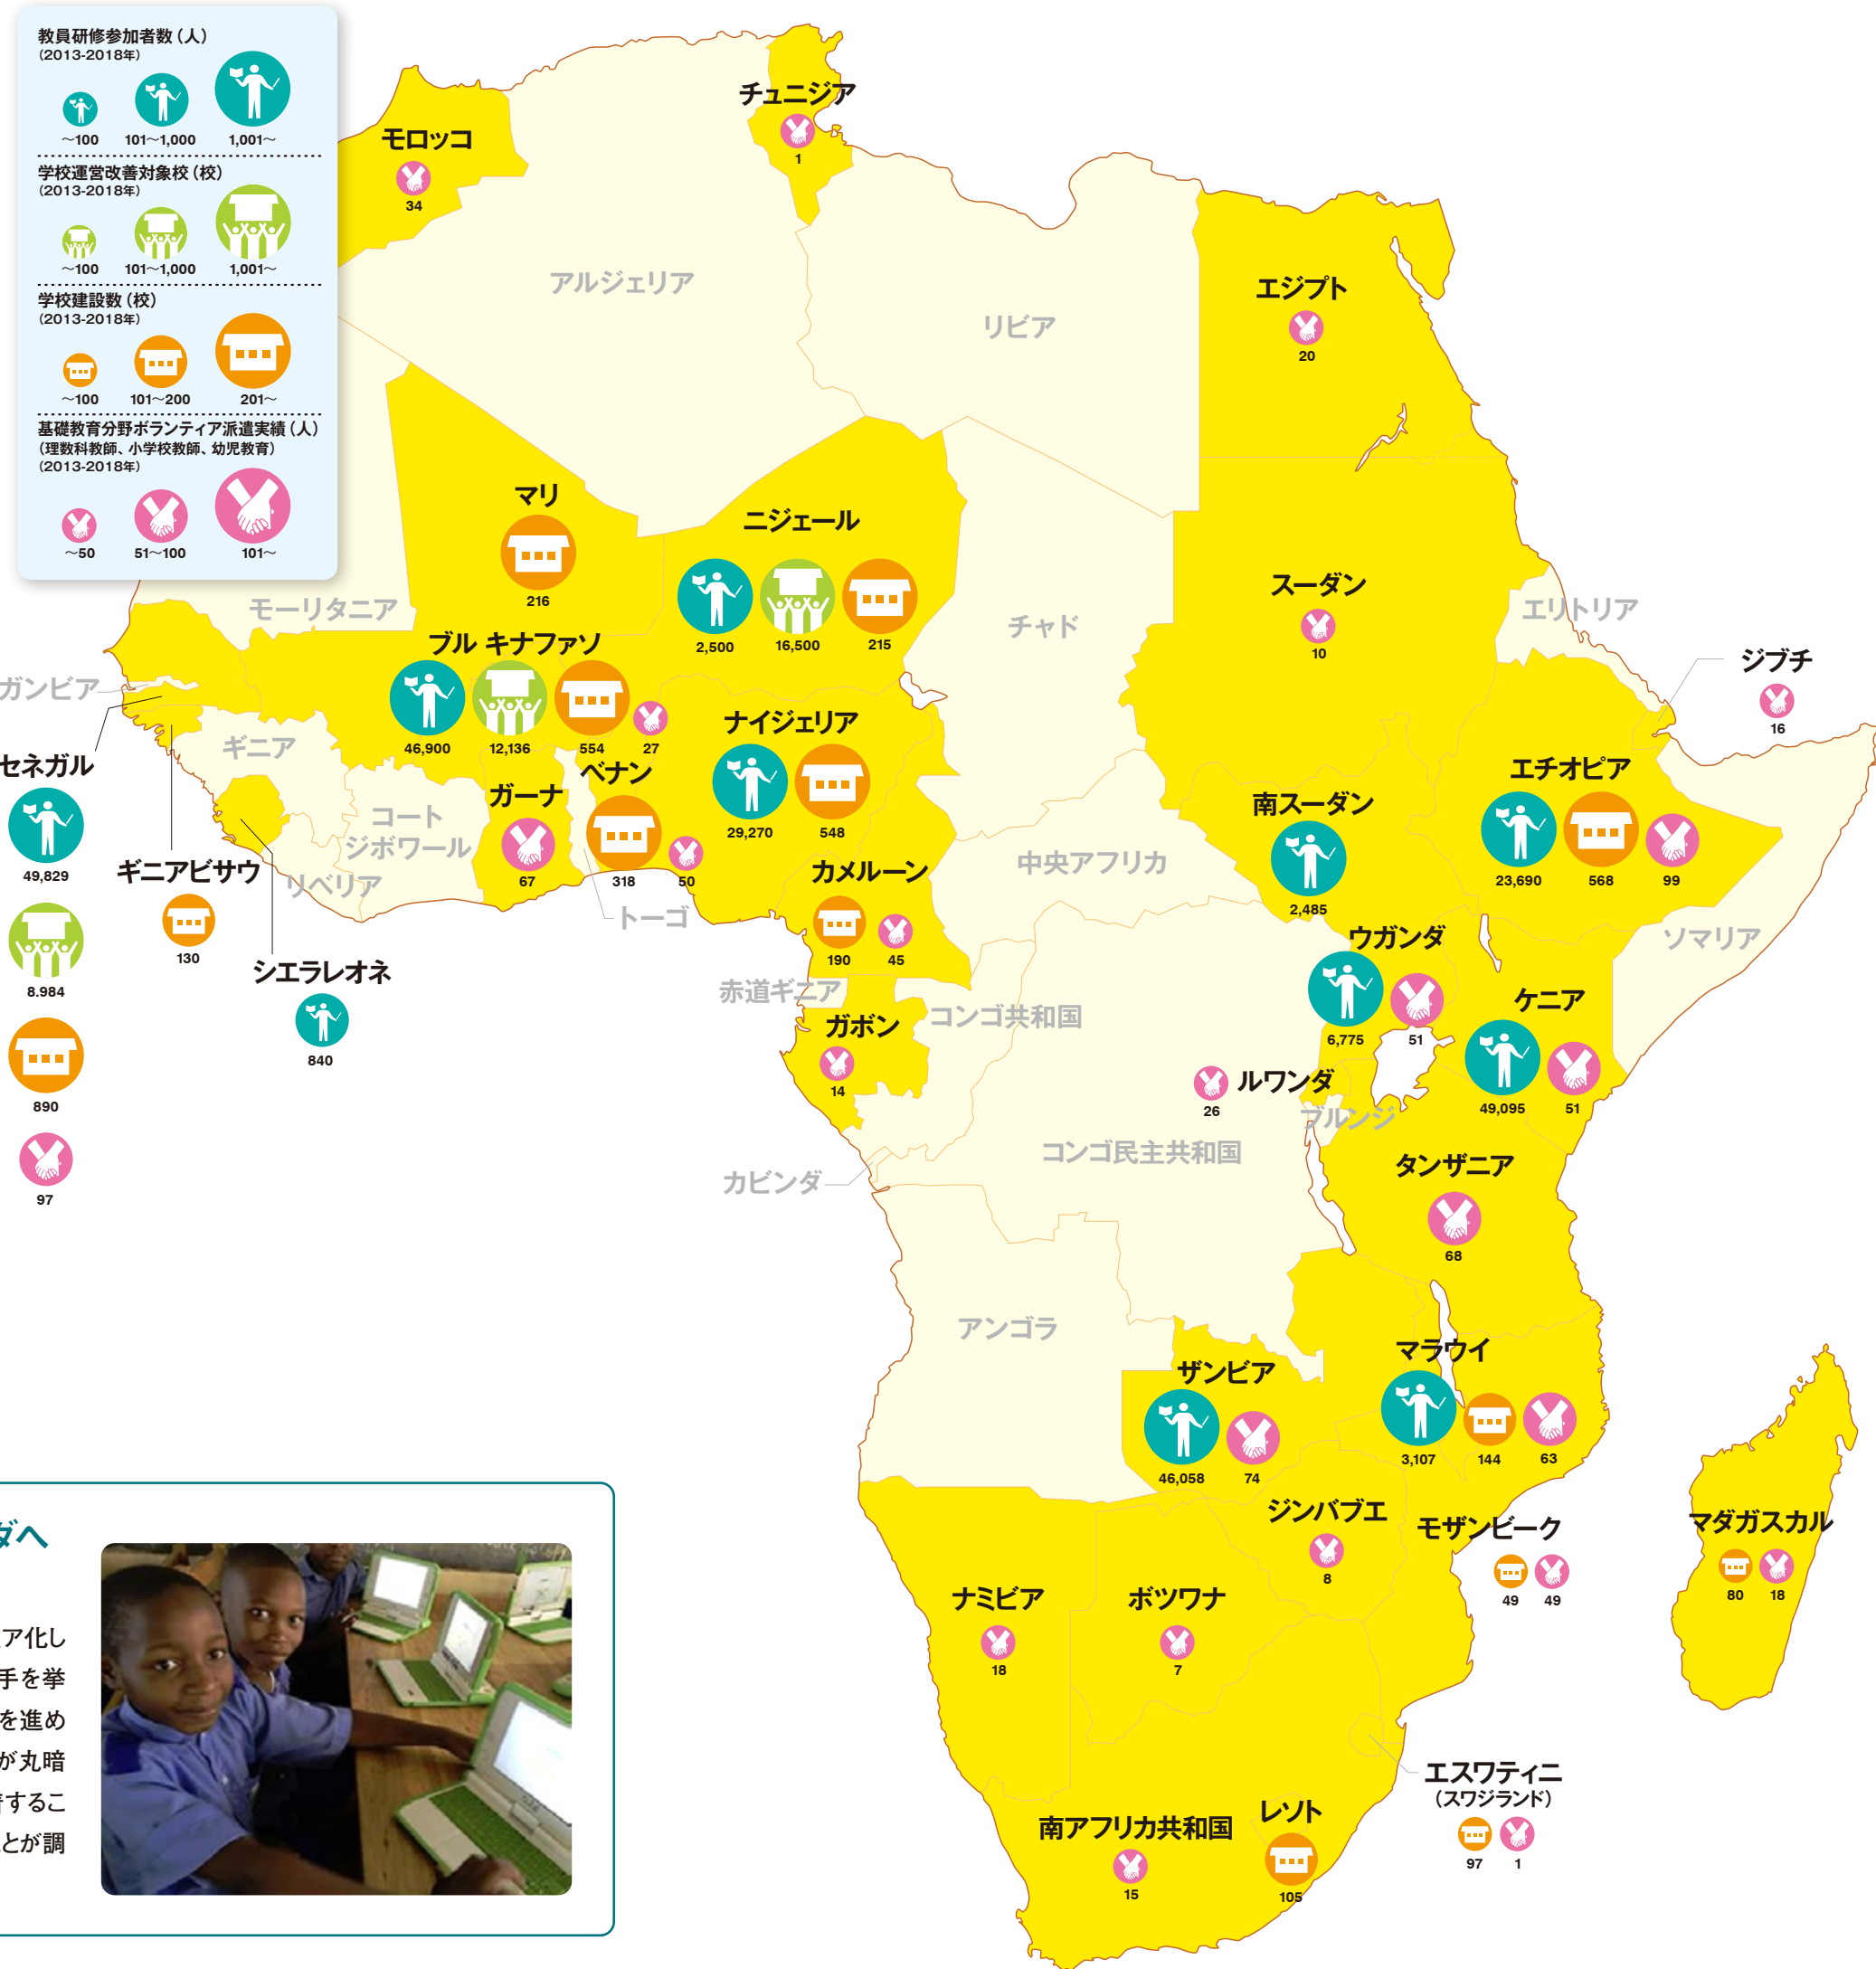 教員研修参加者数（人）
（2013-2018年）
〜100 101〜1,000 1,001〜
学校運営改善対象校（校）
（2013-2018年）
〜100 101〜1,000 1,001〜
学校建設数（校）
（2013-2018年）
〜100 101〜200 201〜
基礎教育分野ボランティア派遣実績（人）
（理数科教師、小学校教師、幼児教育）
（2013-2018年）
〜50 51〜100 101〜
チュニジア
1
モロッコ
34
アルジェリア
リビア
エジプト
20
マリ
216
ニジェール
2,500 16,500 215
モーリタニア
チャド
スーダン
10
エリトリア
ジブチ
16
ブル キナファソ
46,900 12,136 554 27
ガンビア
ギニア
セネガル
49,829
8.984
890
97
ギニアビサウ
130
シエラレオネ
840
リベリア
コート
ジボワール
ガーナ
67
ベナン
318 50
トーゴ
ナイジェリア
29,270 548
カメルーン
190 45
中央アフリカ
南スーダン
2,485
エチオピア
23,690 568 99
ソマリア
赤道ギニア
ガボン
14
コンゴ共和国
ウガンダ
6,775 51
ケニア
49,095 51
ルワンダ
26
ブルンジ
コンゴ民主共和国
カビンダ
タンザニア
68
アンゴラ
ザンビア
46,058 74
マラウイ
3,107 144 63
ジンバブエ
8
モザンビーク
49 49
マダガスカル
80 18
ナミビア
18
ボツワナ
7
エスワティニ
（スワジランド）
97 1
南アフリカ共和国
15
レソト
105
ダへ
ア化し
手を挙
を進め
が丸暗
するこ
とが調